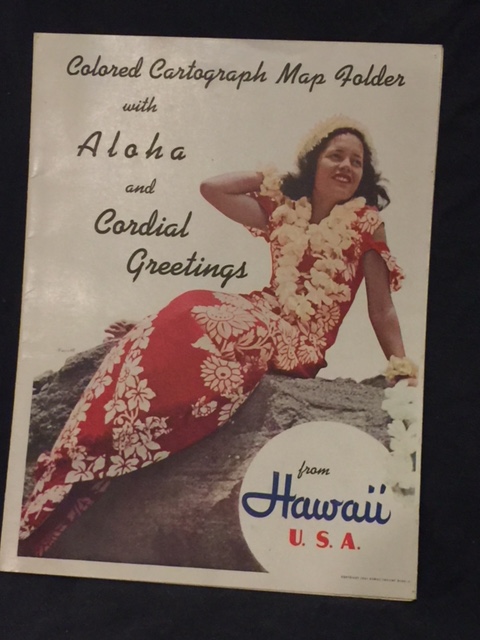 Colored Cartograph Map Folder
with
Aloha
and
Cordial
Greetings
from
Hawaii
U. S. A.